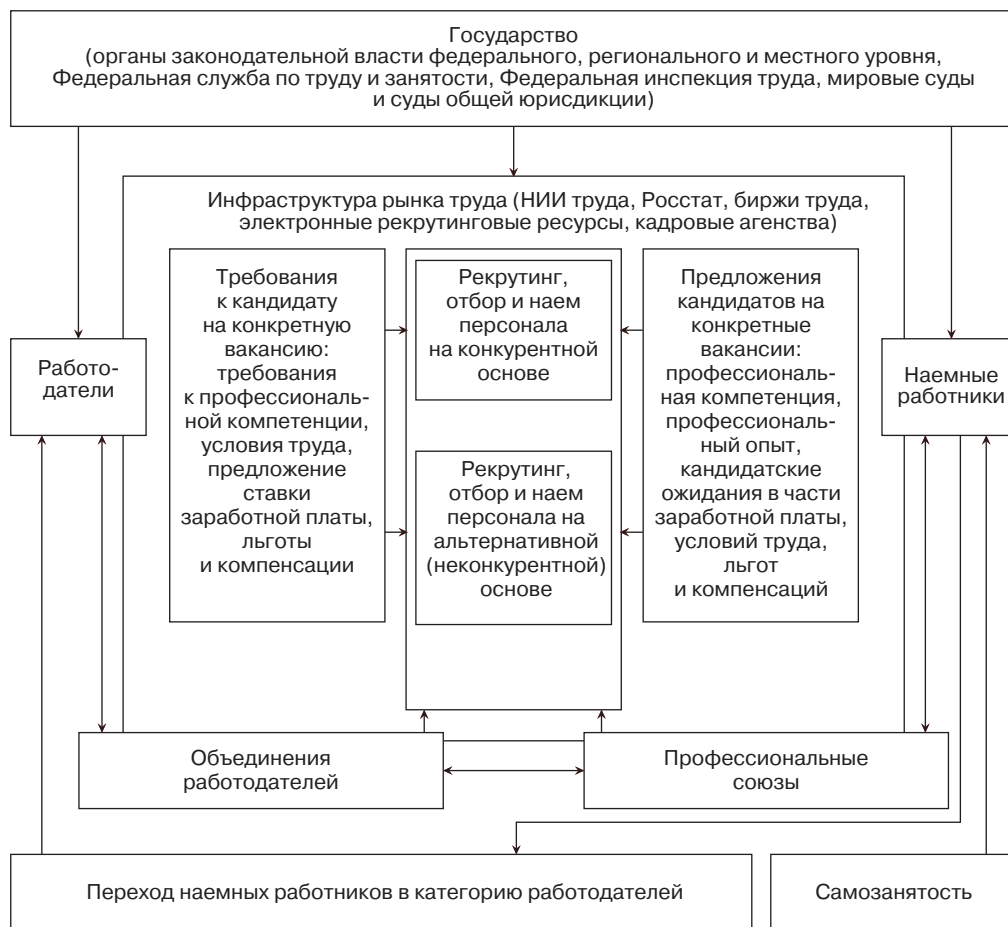 Государство
(органы законодательной власти федерального, регионального и местного уровня,
Федеральная служба по труду и занятости, Федеральная инспекция труда, мировые суды
и суды общей юрисдикции)
Инфраструктура рынка труда (НИИ труда, Росстат, биржи труда,
электронные рекрутинговые ресурсы, кадровые агенства)
Работо-
датели
Требования
к кандидату
на конкретную
вакансию:
требования
к профессиональ-
ной компетенции,
условия труда,
предложение
ставки
заработной платы,
льготы
и компенсации
Рекрутинг,
отбор и наем
персонала
на конкурентной
основе
Рекрутинг,
отбор и наем
персонала на
альтернативной
(неконкурентной)
основе
Предложения
кандидатов на
конкретные
вакансии:
профессиональ-
ная компетенция,
профессиональ-
ный опыт,
кандидатские
ожидания в части
заработной платы,
условий труда,
льгот
и компенсаций
Наемные
работники
Объединения
работодателей
Профессиональные
союзы
Переход наемных работников в категорию работодателей
Самозанятость